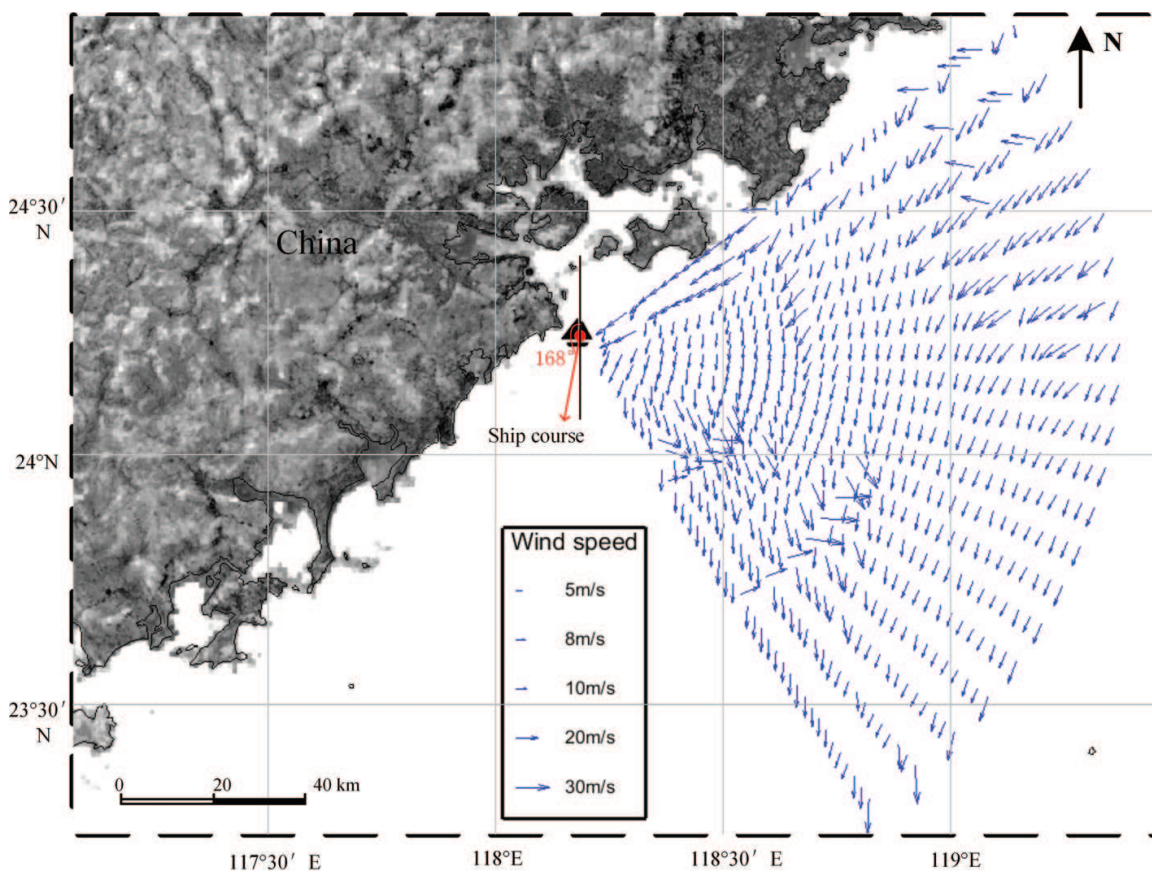 N
24°30′
N
China
168°
Ship course
24°N
Wind speed
5m/s
8m/s
10m/s
20m/s
30m/s
23°30′
N
0 20 40 km
117°30′ E 118°E 118°30′ E 119°E